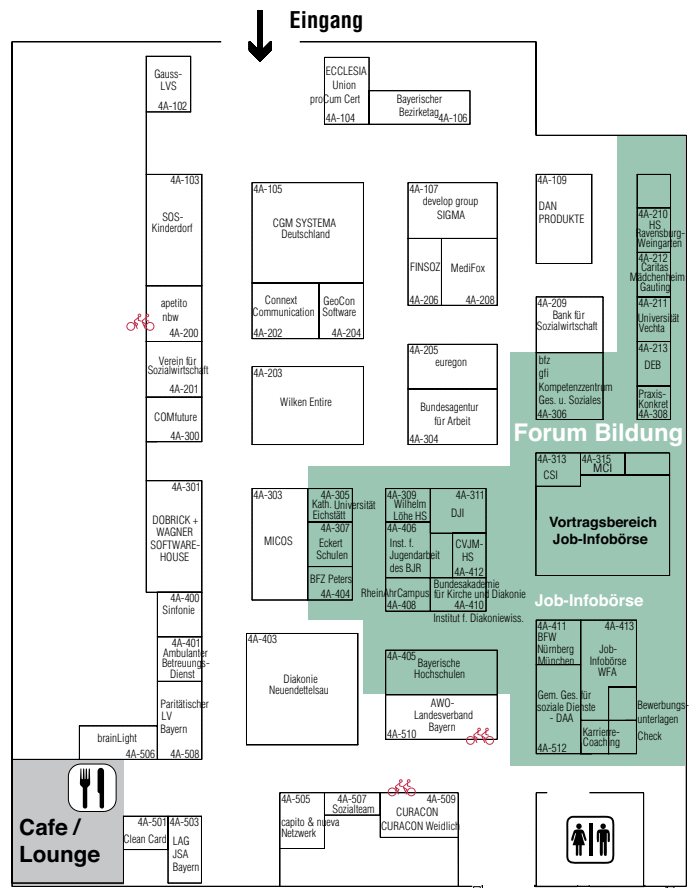 Eingang
Gauss-
LVS
4A-102
ECCLESIA
Union
proCum Cert
4A-104
Bayerischer
Bezirketag
4A-106
4A-103
SOS-
Kinderdorf
4A-105
CGM SYSTEMA
Deutschland
4A-107
develop group
SIGMA
4A-109
DAN
PRODUKTE
4A-210
HS
Ravensburg-
Weingarten
4A-212
Caritas
Mädchenheim
Gauting
FINSOZ
4A-206
MediFox
4A-208
apetito
nbw
4A-200
Connext
Communication
4A-202
GeoCon
Software
4A-204
4A-209
Bank für
Sozialwirtschaft
4A-211
Universität
Vechta
4A-213
DEB
Verein für
Sozialwirtschaft
4A-201
4A-203
Wilken Entire
4A-205
euregon
bfz
gfi
Kompetenzzentrum
Ges. u. Soziales
4A-306
Praxis-
Konkret
4A-308
COMfuture
4A-300
Bundesagentur
für Arbeit
4A-304
Forum Bildung
4A-301
DOBRICK +
WAGNER
SOFTWARE-
HOUSE
4A-303
MICOS
4A-305
Kath. Universität
Eichstätt
4A-307
Eckert
Schulen
BFZ Peters
4A-404
4A-309
Wilhelm
Löhe HS
4A-406
Inst. f.
Jugendarbeit
des BJR
4A-311
DJI
CVJM-
HS
4A-412
RheinAhrCampus
4A-408
Bundesakademie
für Kirche und Diakonie
4A-410
Institut f. Diakoniewiss.
4A-313
CSI
4A-315
MCI
Vortragsbereich
Job-Infobörse
Job-Infobörse
4A-400
Sinfonie
4A-401
Ambulanter
Betreuungs-
Dienst
Paritätischer
LV
Bayern
4A-508
brainLight
4A-506
4A-403
Diakonie
Neuendettelsau
4A-405
Bayerische
Hochschulen
AWO-
Landesverband
Bayern
4A-510
4A-411
BFW
Nürnberg
München
4A-413
Job-
Infobörse
WFA
Gem. Ges. für
soziale Dienste
- DAA
4A-512
Bewerbungs-
unterlagen
Check
Karriere-
Coaching
Cafe /
Lounge
4A-501
Clean Card
4A-503
LAG
JSA
Bayern
4A-505
capito & nueva
Netzwerk
4A-507
Sozialteam
4A-509
CURACON
CURACON Weidlich